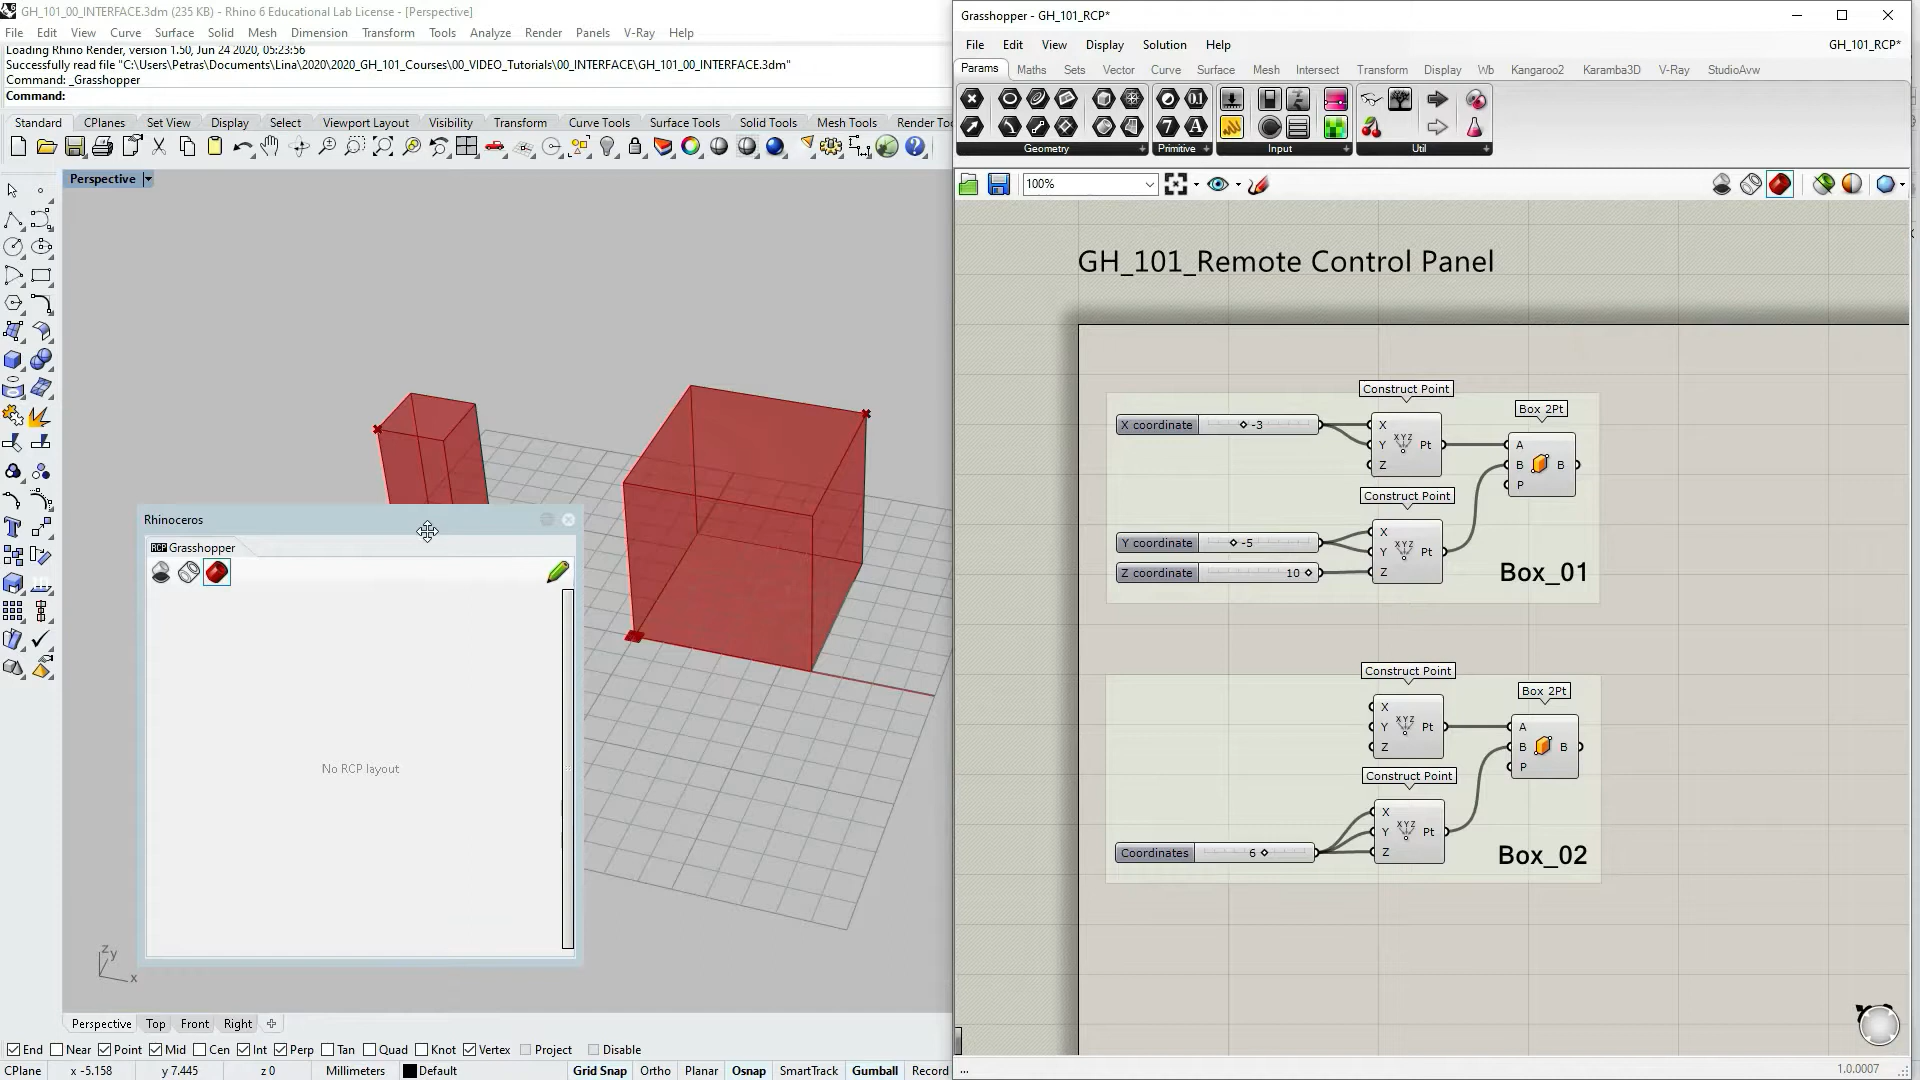 GH_101_00_INTERFACE.3dm (235 KB) - Rhino 6 Educational Lab License - [Perspective]
File Edit View Curve Surface Solid Mesh Dimension Transform Tools Analyze Render Panels V-Ray Help
Loading Rhino Render, version 1.50, Jun 24 2020, 05:23:56
Successfully read file "C:\Users\Petras\Documents\Lina\2020\2020_GH_101_Courses\00_VIDEO_Tutorials\00_INTERFACE\GH_101_00_INTERFACE.3dm"
Command: _Grasshopper
Command:
Standard CPlanes Set View Display Select Viewport Layout Visibility Transform Curve Tools Surface Tools Solid Tools Mesh Tools Render To
Perspective
Rhinoceros
RCP Grasshopper
No RCP layout
z y
x
Perspective Top Front Right
End Near Point Mid Cen Int Perp Tan Quad Knot Vertex Project Disable
CPlane x -5.158 y 7.445 z 0 Millimeters Default Grid Snap Ortho Planar Osnap SmartTrack Gumball Record
Grasshopper - GH_101_RCP*
File Edit View Display Solution Help GH_101_RCP*
Params Maths Sets Vector Curve Surface Mesh Intersect Transform Display Wb Kangaroo2 Karamba3D V-Ray StudioAvw
Geometry Primitive Input Util
100%
GH_101_Remote Control Panel
Construct Point
Box 2Pt
X coordinate -3
X Y Z XYZ Pt
A B P B
Construct Point
Y coordinate -5
Z coordinate 10
X Y Z XYZ Pt
Box_01
Construct Point
Box 2Pt
X Y Z XYZ Pt
A B P B
Construct Point
Coordinates 6
X Y Z XYZ Pt
Box_02
... 1.0.0007